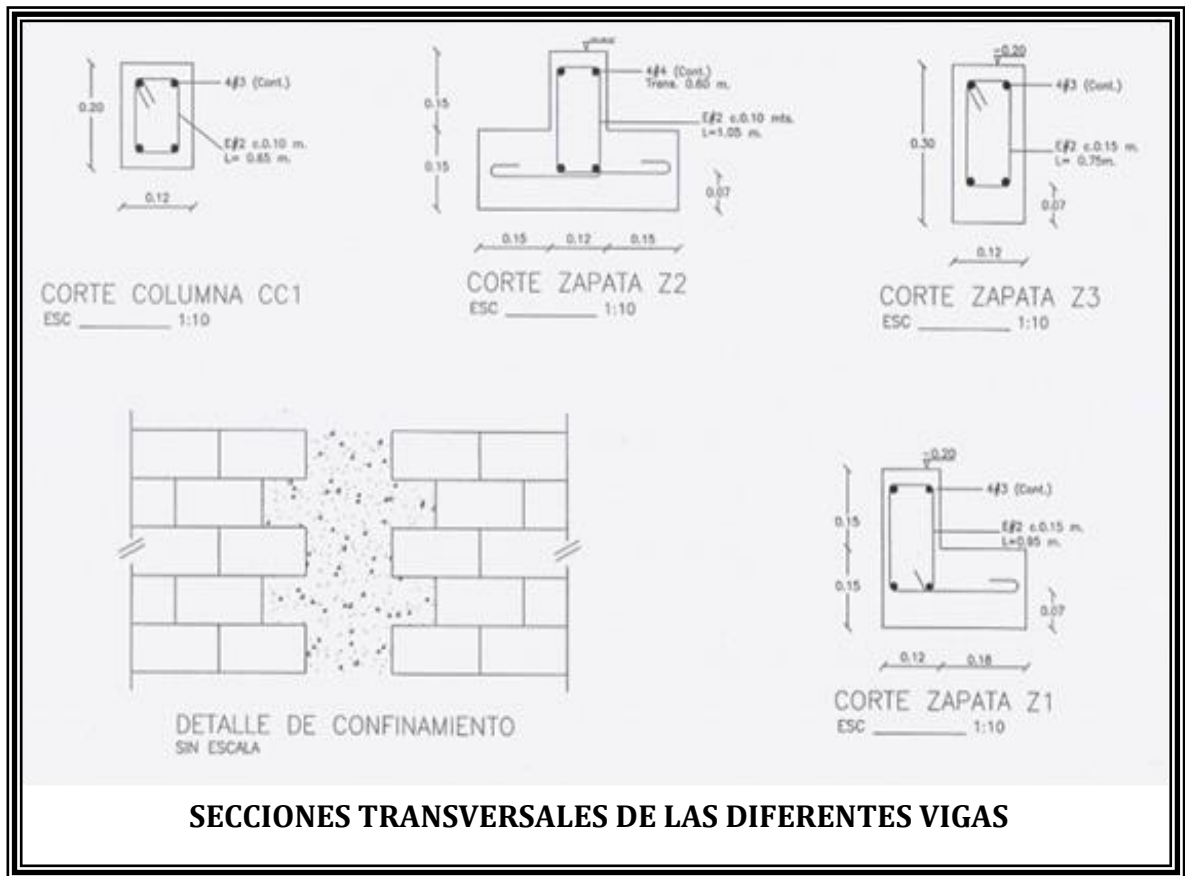 0.20
4#3 (Cont.)
E#2 c.0.10 m.
L= 0.65 m.
0.12
CORTE COLUMNA CC1
ESC 1:10
0.15
0.15
4#4 (Cont.)
Trans. 0.60 m.
E#2 c.0.10 mts.
L=1.05 m.
0.07
0.15 0.12 0.15
CORTE ZAPATA Z2
ESC 1:10
-0.20
0.30
4#3 (Cont.)
E#2 c.0.15 m.
L= 0.75m.
0.07
0.12
CORTE ZAPATA Z3
ESC 1:10
DETALLE DE CONFINAMIENTO
SIN ESCALA
-0.20
0.15
0.15
4#3 (Cont.)
E#2 c.0.15 m.
L=0.95 m.
0.07
0.12 0.18
CORTE ZAPATA Z1
ESC 1:10
SECCIONES TRANSVERSALES DE LAS DIFERENTES VIGAS